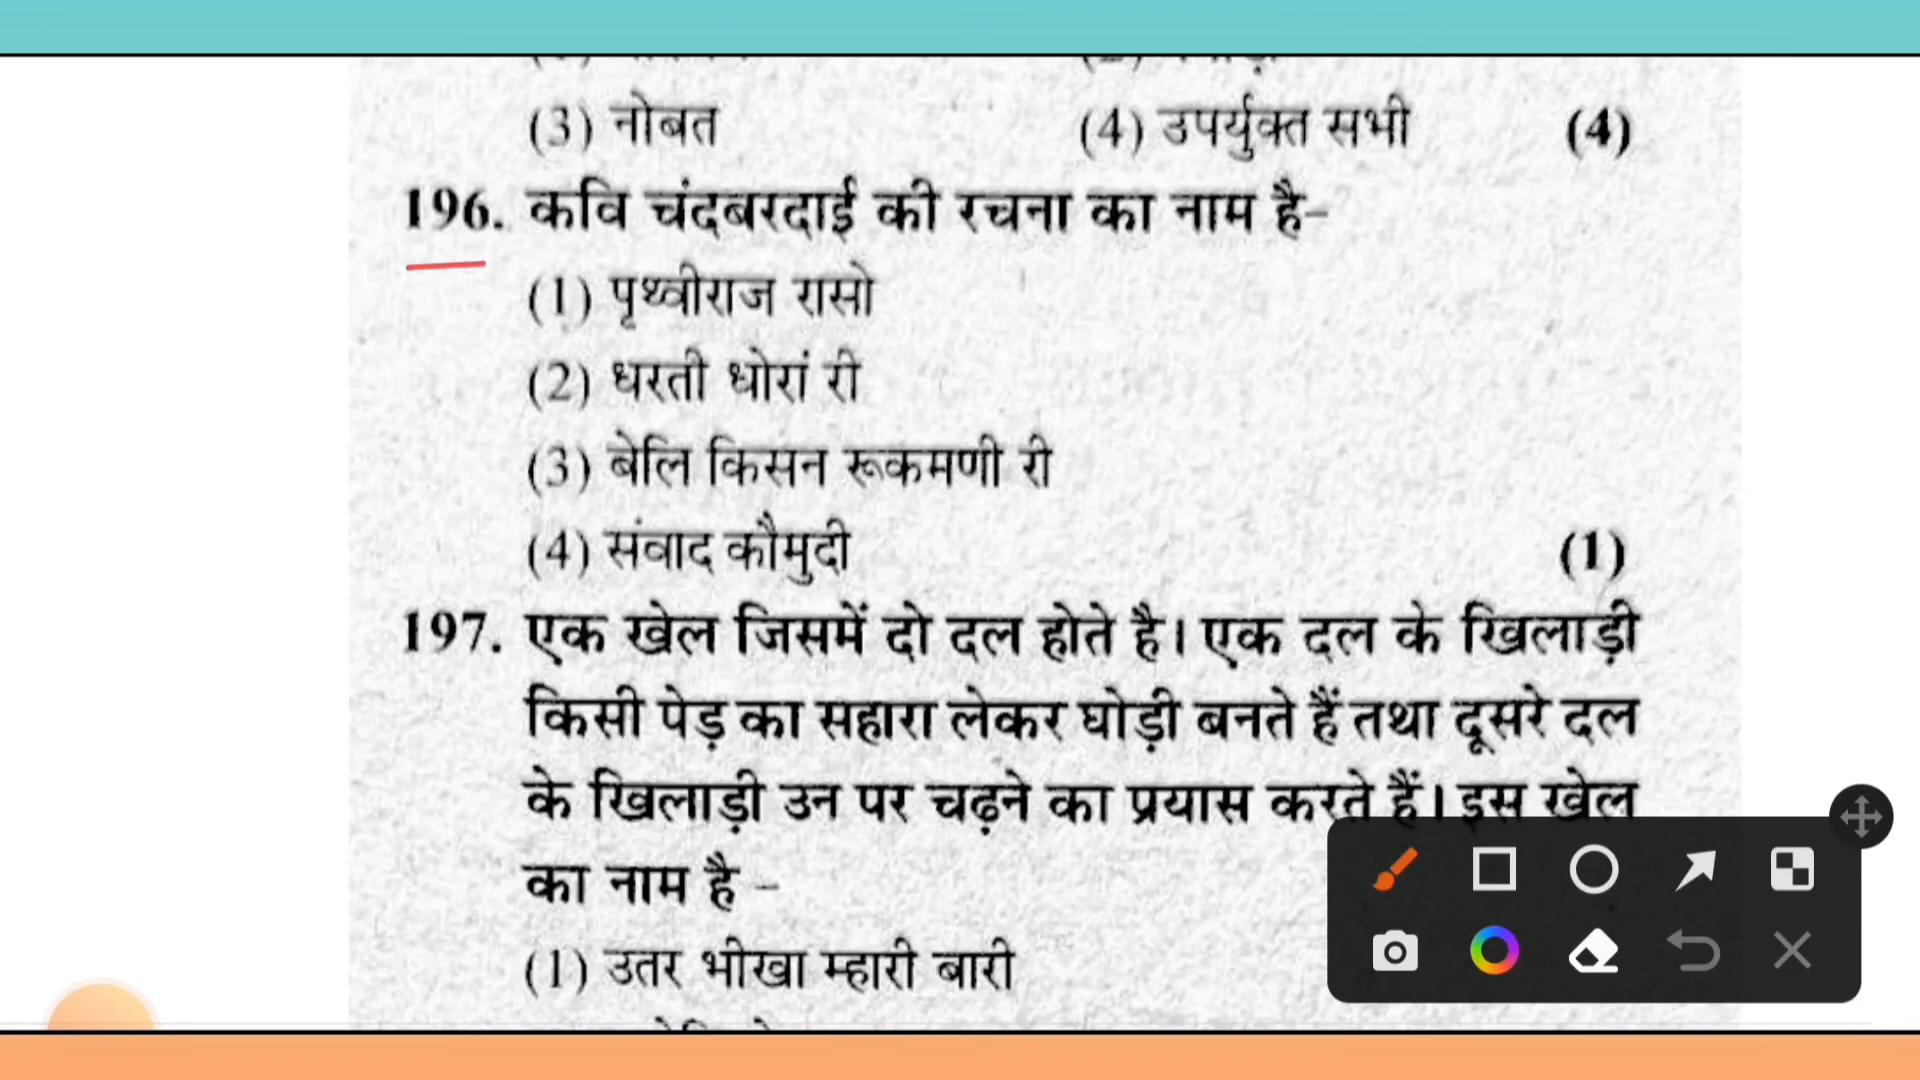 (3) नोबत (4) उपर्युक्त सभी (4)
196. कवि चंदबरदाई की रचना का नाम है-
(1) पृथ्वीराज रासो
(2) धरती धोरां री
(3) बेलि किसन रूकमणी री
(4) संवाद कौमुदी (1)
197. एक खेल जिसमें दो दल होते है। एक दल के खिलाड़ी
किसी पेड़ का सहारा लेकर घोड़ी बनते हैं तथा दूसरे दल
के खिलाड़ी उन पर चढ़ने का प्रयास करते हैं। इस खेल
का नाम है -
(1) उतर भीखा म्हारी बारी